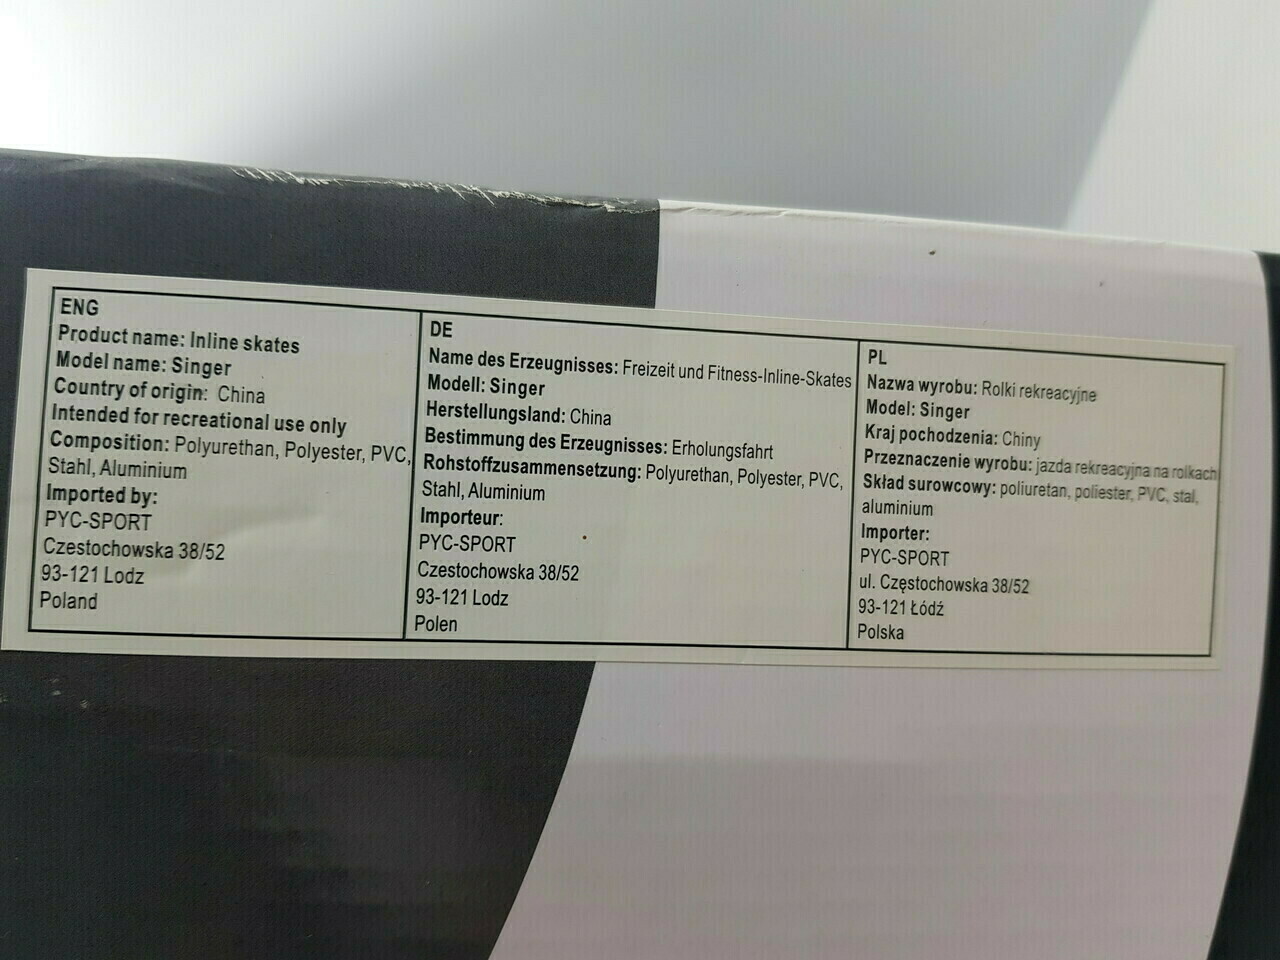 ENG
Product name: Inline skates
Model name: Singer
Country of origin: China
Intended for recreational use only
Composition: Polyurethan, Polyester, PVC,
Stahl, Aluminium
Imported by:
PYC-SPORT
Czestochowska 38/52
93-121 Lodz
Poland
DE
Name des Erzeugnisses: Freizeit und Fitness-Inline-Skates
Modell: Singer
Herstellungsland: China
Bestimmung des Erzeugnisses: Erholungsfahrt
Rohstoffzusammensetzung: Polyurethan, Polyester, PVC,
Stahl, Aluminium
Importeur:
PYC-SPORT
Czestochowska 38/52
93-121 Lodz
Polen
PL
Nazwa wyrobu: Rolki rekreacyjne
Model: Singer
Kraj pochodzenia: Chiny
Przeznaczenie wyrobu: jazda rekreacyjna na rolkach
Skład surowcowy: poliuretan, poliester, PVC, stal,
aluminium
Importer:
PYC-SPORT
ul. Częstochowska 38/52
93-121 Łódź
Polska